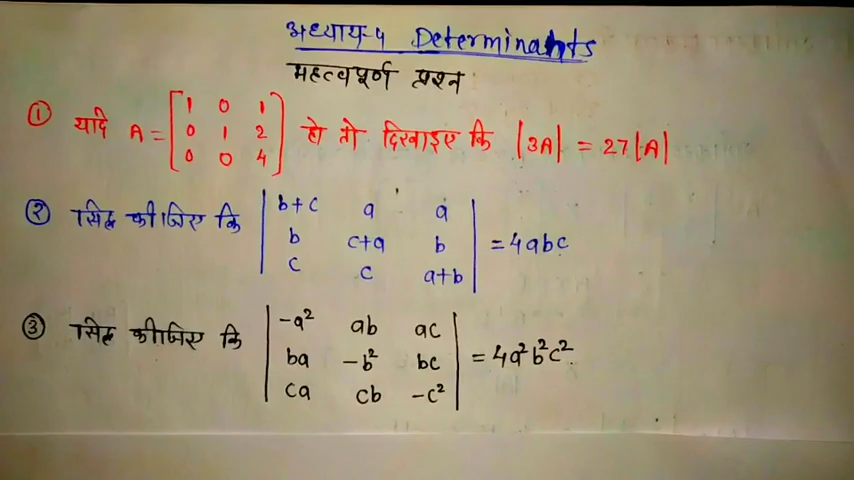 अध्याय-4 Determinants
महत्वपूर्ण प्रश्न
① यदि A = [1 0 1; 0 1 2; 0 0 4] हो तो दिखाइए कि |3A| = 27|A|
② सिद्ध कीजिए कि |b+c a a; b c+a b; c c a+b| = 4abc
③ सिद्ध कीजिए कि |-a² ab ac; ba -b² bc; ca cb -c²| = 4a²b²c²